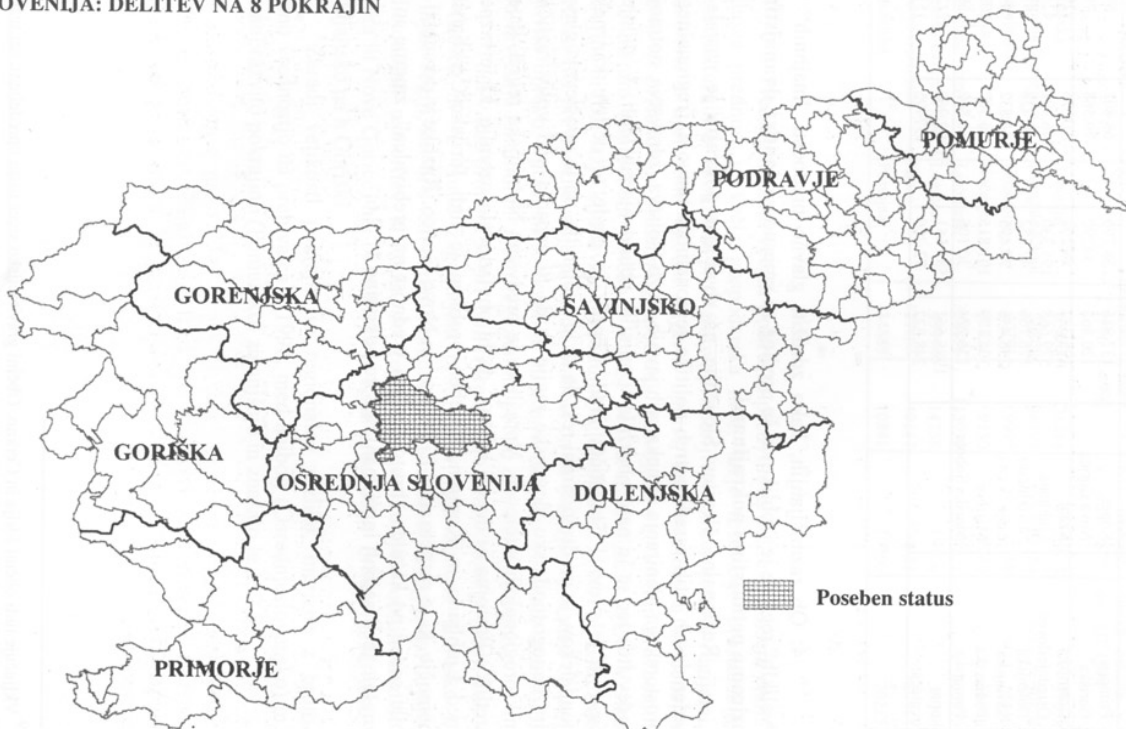 OVENIJA: DELITEV NA 8 POKRAJIN
POMURJE
PODRAVJE
GORENJSKA
SAVINJSKO
GORIŠKA
OSREDNJA SLOVENIJA
DOLENJSKA
Poseben status
PRIMORJE